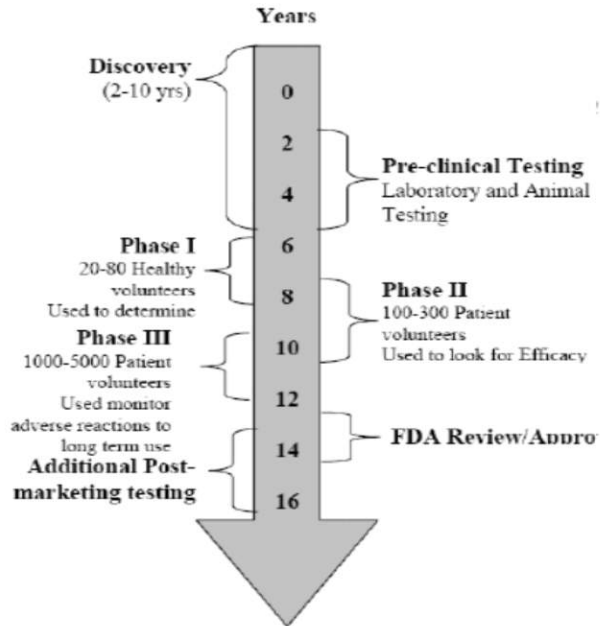 Years
Discovery
(2-10 yrs)
0
2
Pre-clinical Testing
Laboratory and Animal
Testing
4
Phase I
20-80 Healthy
volunteers
Used to determine
6
8
Phase II
100-300 Patient
volunteers
Used to look for Efficacy
Phase III
1000-5000 Patient
volunteers
Used monitor
adverse reactions to
long term use
10
12
FDA Review/Appro
14
Additional Post-
marketing testing
16